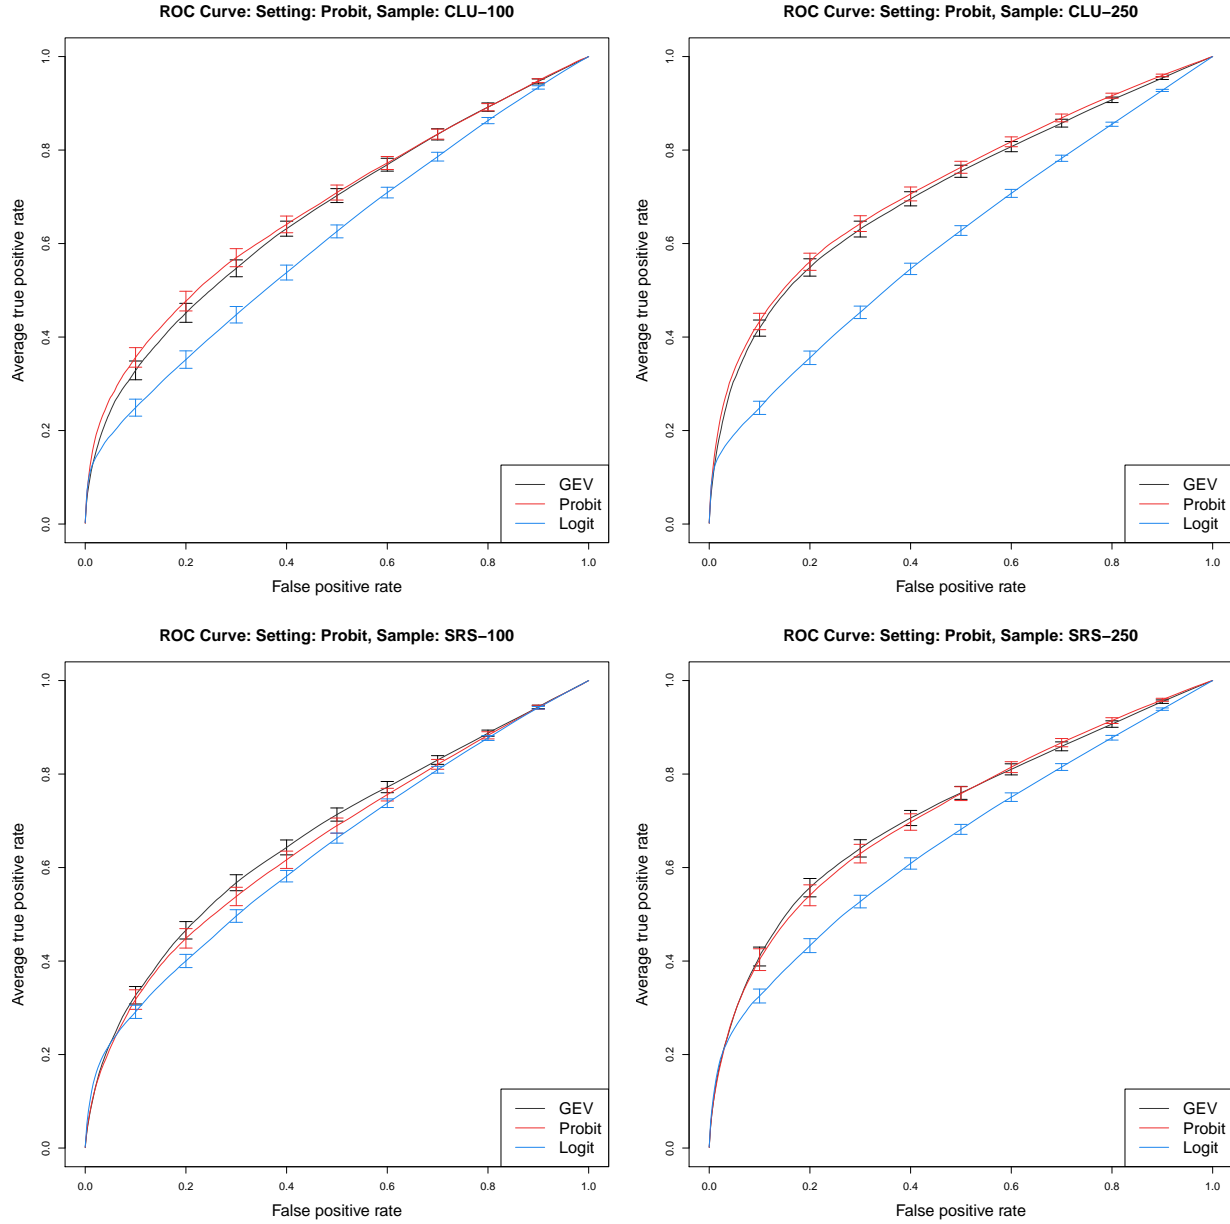 ROC Curve: Setting: Probit, Sample: CLU−100
Average true positive rate
1.0
0.8
0.6
0.4
0.2
0.0
0.0 0.2 0.4 0.6 0.8 1.0
False positive rate
GEV
Probit
Logit
ROC Curve: Setting: Probit, Sample: CLU−250
Average true positive rate
1.0
0.8
0.6
0.4
0.2
0.0
0.0 0.2 0.4 0.6 0.8 1.0
False positive rate
GEV
Probit
Logit
ROC Curve: Setting: Probit, Sample: SRS−100
Average true positive rate
1.0
0.8
0.6
0.4
0.2
0.0
0.0 0.2 0.4 0.6 0.8 1.0
False positive rate
GEV
Probit
Logit
ROC Curve: Setting: Probit, Sample: SRS−250
Average true positive rate
1.0
0.8
0.6
0.4
0.2
0.0
0.0 0.2 0.4 0.6 0.8 1.0
False positive rate
GEV
Probit
Logit